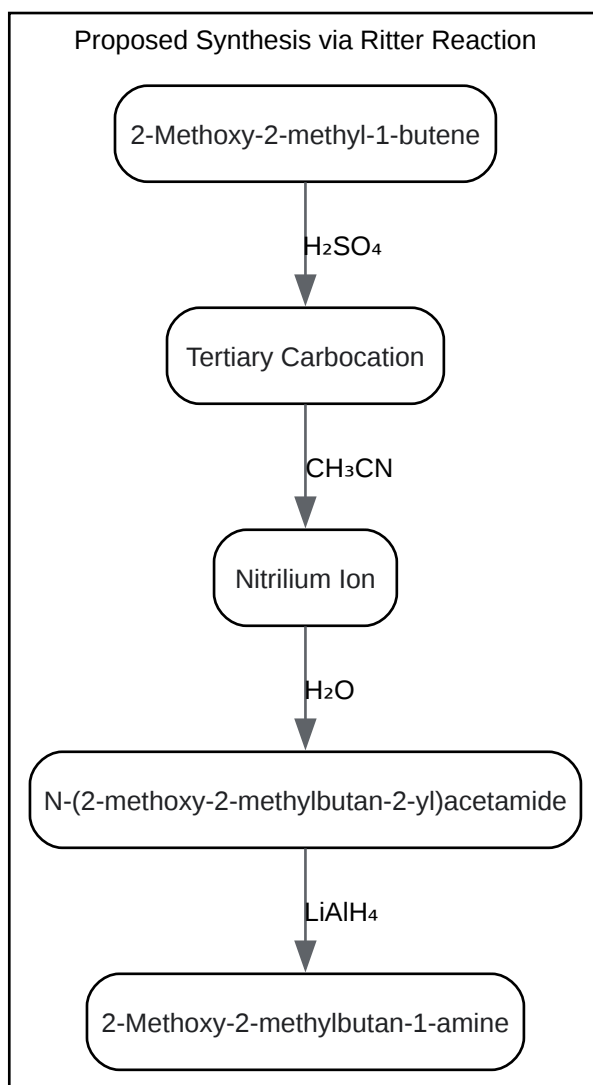 Proposed Synthesis via Ritter Reaction
2-Methoxy-2-methyl-1-butene
H₂SO₄
Tertiary Carbocation
CH₃CN
Nitrilium Ion
H₂O
N-(2-methoxy-2-methylbutan-2-yl)acetamide
LiAlH₄
2-Methoxy-2-methylbutan-1-amine